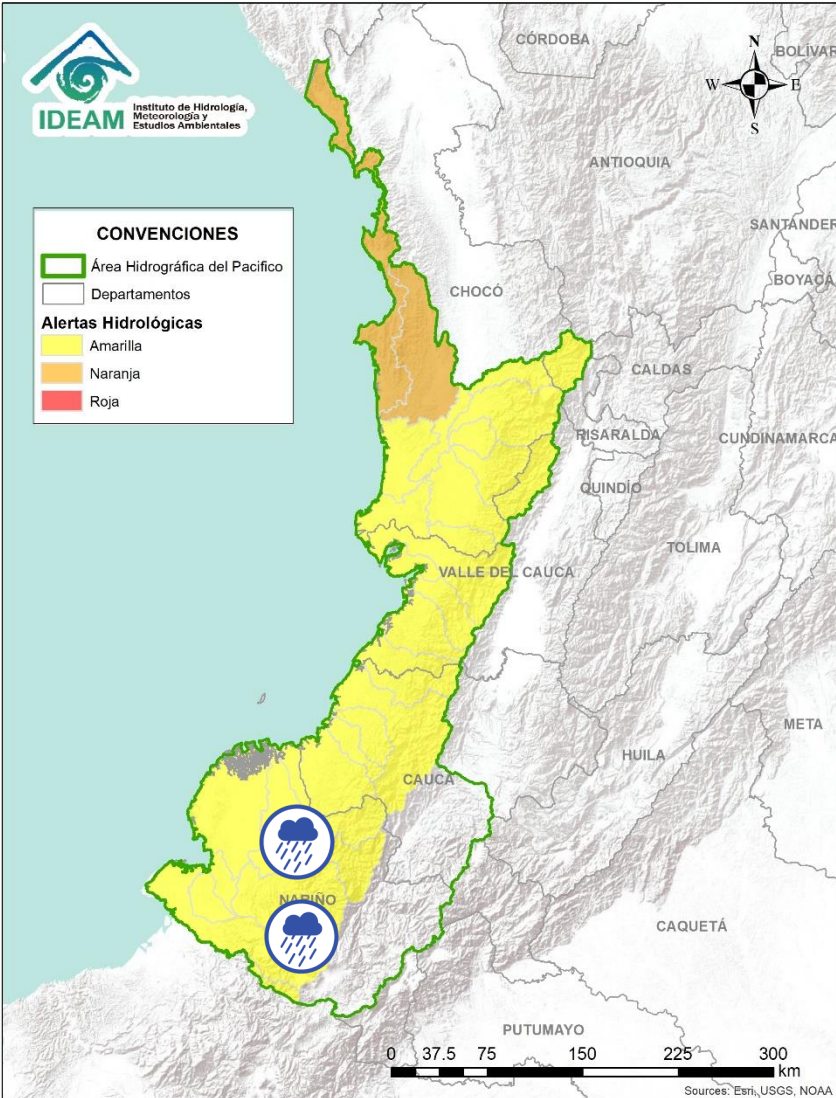 IDEAM
Instituto de Hidrología,
Meteorología y
Estudios Ambientales
N
W
E
S
CÓRDOBA
BOLÍVAR
ANTIOQUIA
SANTANDER
BOYACÁ
CHOCÓ
CONVENCIONES
Área Hidrográfica del Pacifico
Departamentos
Alertas Hidrológicas
Amarilla
Naranja
Roja
CALDAS
RISARALDA
CUNDINAMARCA
QUINDÍO
TOLIMA
VALLE DEL CAUCA
META
HUILA
CAUCA
NARIÑO
CAQUETÁ
PUTUMAYO
0 37.5 75 150 225 300
km
Sources: Esri, USGS, NOAA